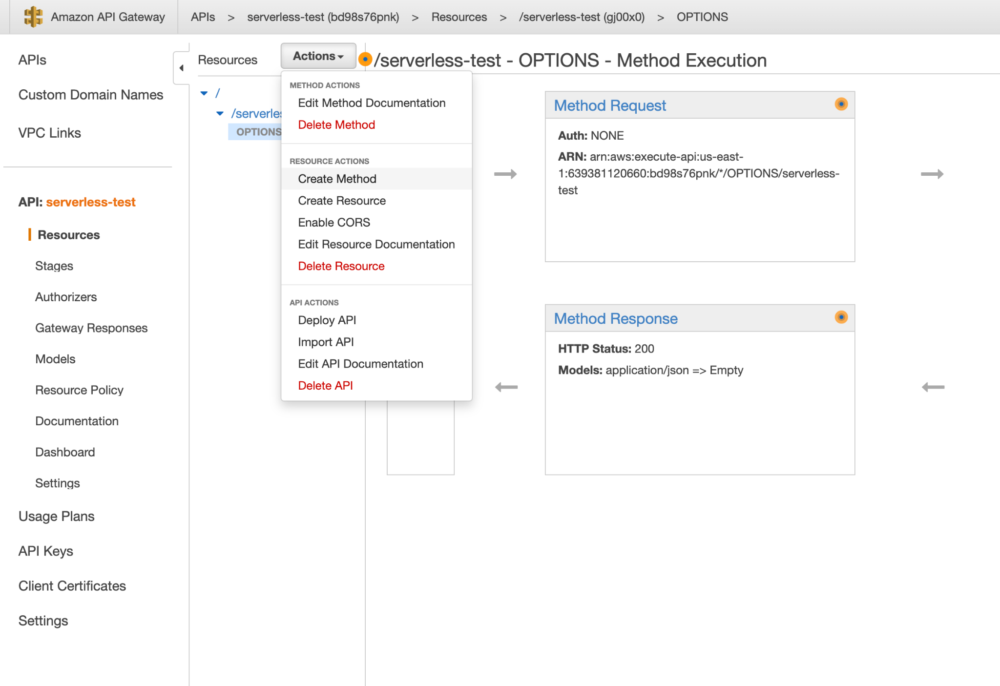 Amazon API Gateway
APIs > serverless-test (bd98s76pnk) > Resources > /serverless-test (gj00x0) > OPTIONS
APIs
Custom Domain Names
VPC Links
API: serverless-test
Resources
Stages
Authorizers
Gateway Responses
Models
Resource Policy
Documentation
Dashboard
Settings
Usage Plans
API Keys
Client Certificates
Settings
Resources
Actions
/
/serverles
OPTIONS
METHOD ACTIONS
Edit Method Documentation
Delete Method
RESOURCE ACTIONS
Create Method
Create Resource
Enable CORS
Edit Resource Documentation
Delete Resource
API ACTIONS
Deploy API
Import API
Edit API Documentation
Delete API
/serverless-test - OPTIONS - Method Execution
Method Request
Auth: NONE
ARN: arn:aws:execute-api:us-east-
1:639381120660:bd98s76pnk/*/OPTIONS/serverless-
test
Method Response
HTTP Status: 200
Models: application/json => Empty